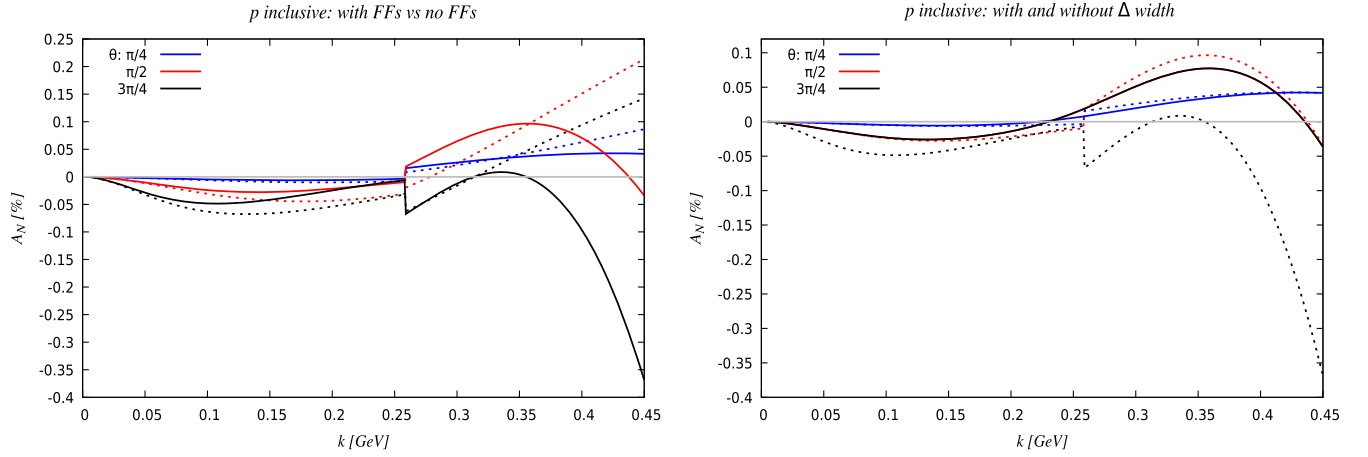 p inclusive: with FFs vs no FFs
0.25
0.2
0.15
0.1
0.05
0
-0.05
-0.1
-0.15
-0.2
-0.25
-0.3
-0.35
-0.4
A_N [%]
θ: π/4
π/2
3π/4
0 0.05 0.1 0.15 0.2 0.25 0.3 0.35 0.4 0.45
k [GeV]
p inclusive: with and without Δ width
0.1
0.05
0
-0.05
-0.1
-0.15
-0.2
-0.25
-0.3
-0.35
-0.4
A_N [%]
θ: π/4
π/2
3π/4
0 0.05 0.1 0.15 0.2 0.25 0.3 0.35 0.4 0.45
k [GeV]